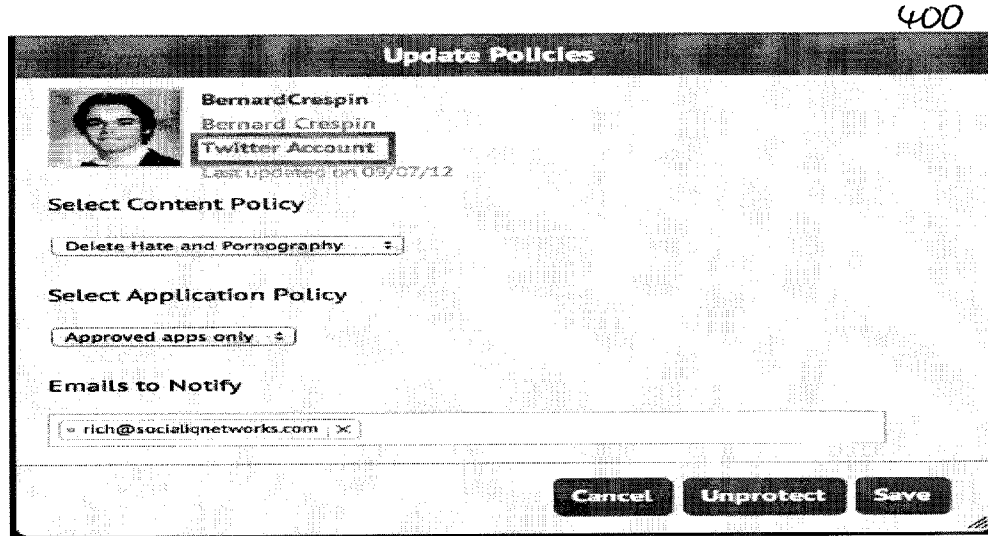 400
Update Policies
BernardCrespin
Bernard Crespin
Twitter Account
Last updated on 09/07/12
Select Content Policy
Delete Hate and Pornography
Select Application Policy
Approved apps only
Emails to Notify
rich@socialiqnetworks.com
Cancel Unprotect Save